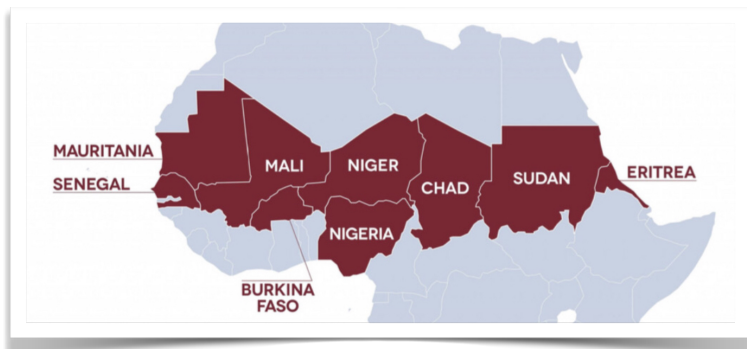 MAURITANIA
SENEGAL
MALI
NIGER
CHAD
SUDAN
ERITREA
NIGERIA
BURKINA
FASO